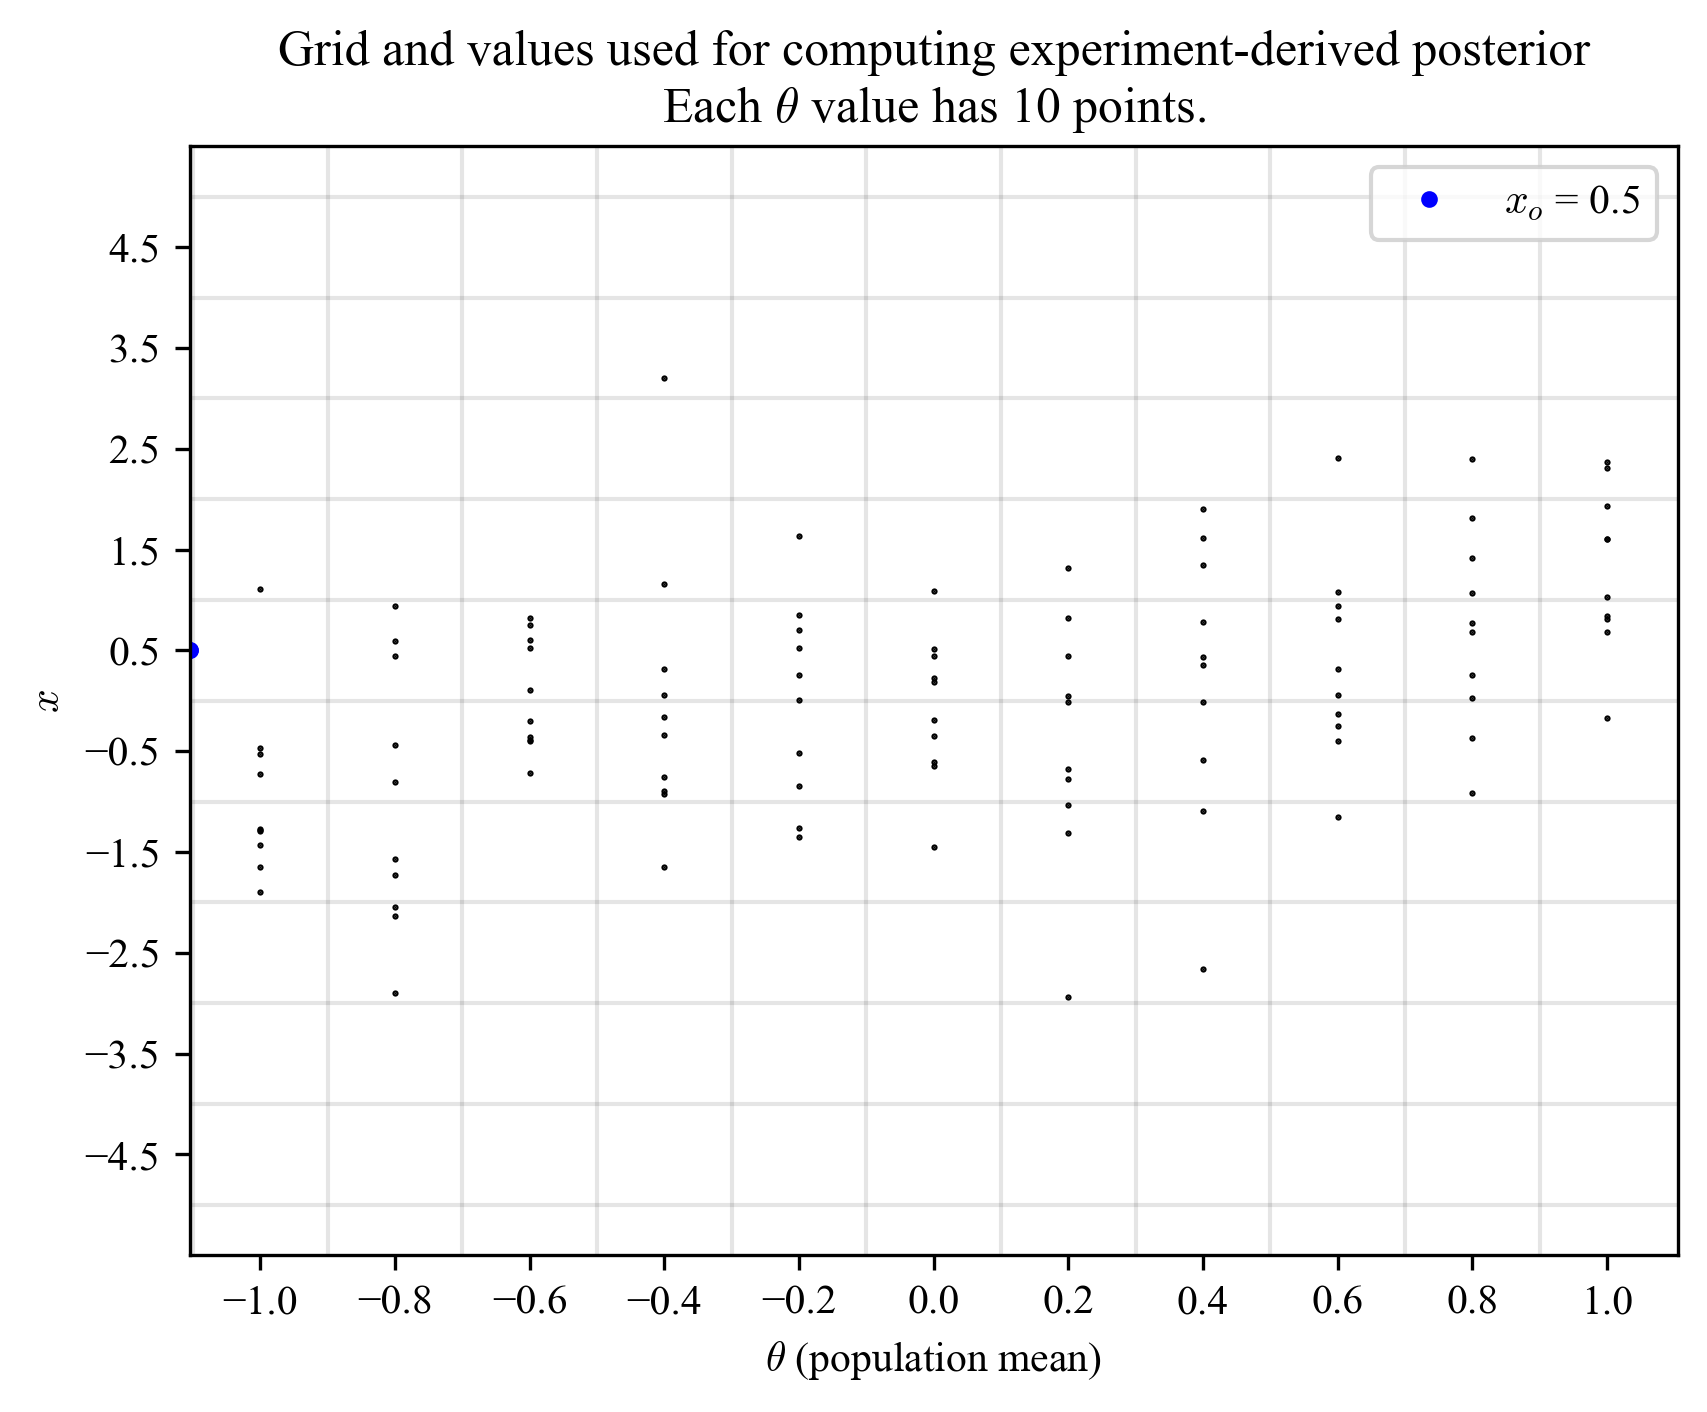 Grid and values used for computing experiment-derived posterior
Each θ value has 10 points.
xₒ = 0.5
4.5
3.5
2.5
1.5
0.5
−0.5
−1.5
−2.5
−3.5
−4.5
x
−1.0 −0.8 −0.6 −0.4 −0.2 0.0 0.2 0.4 0.6 0.8 1.0
θ (population mean)